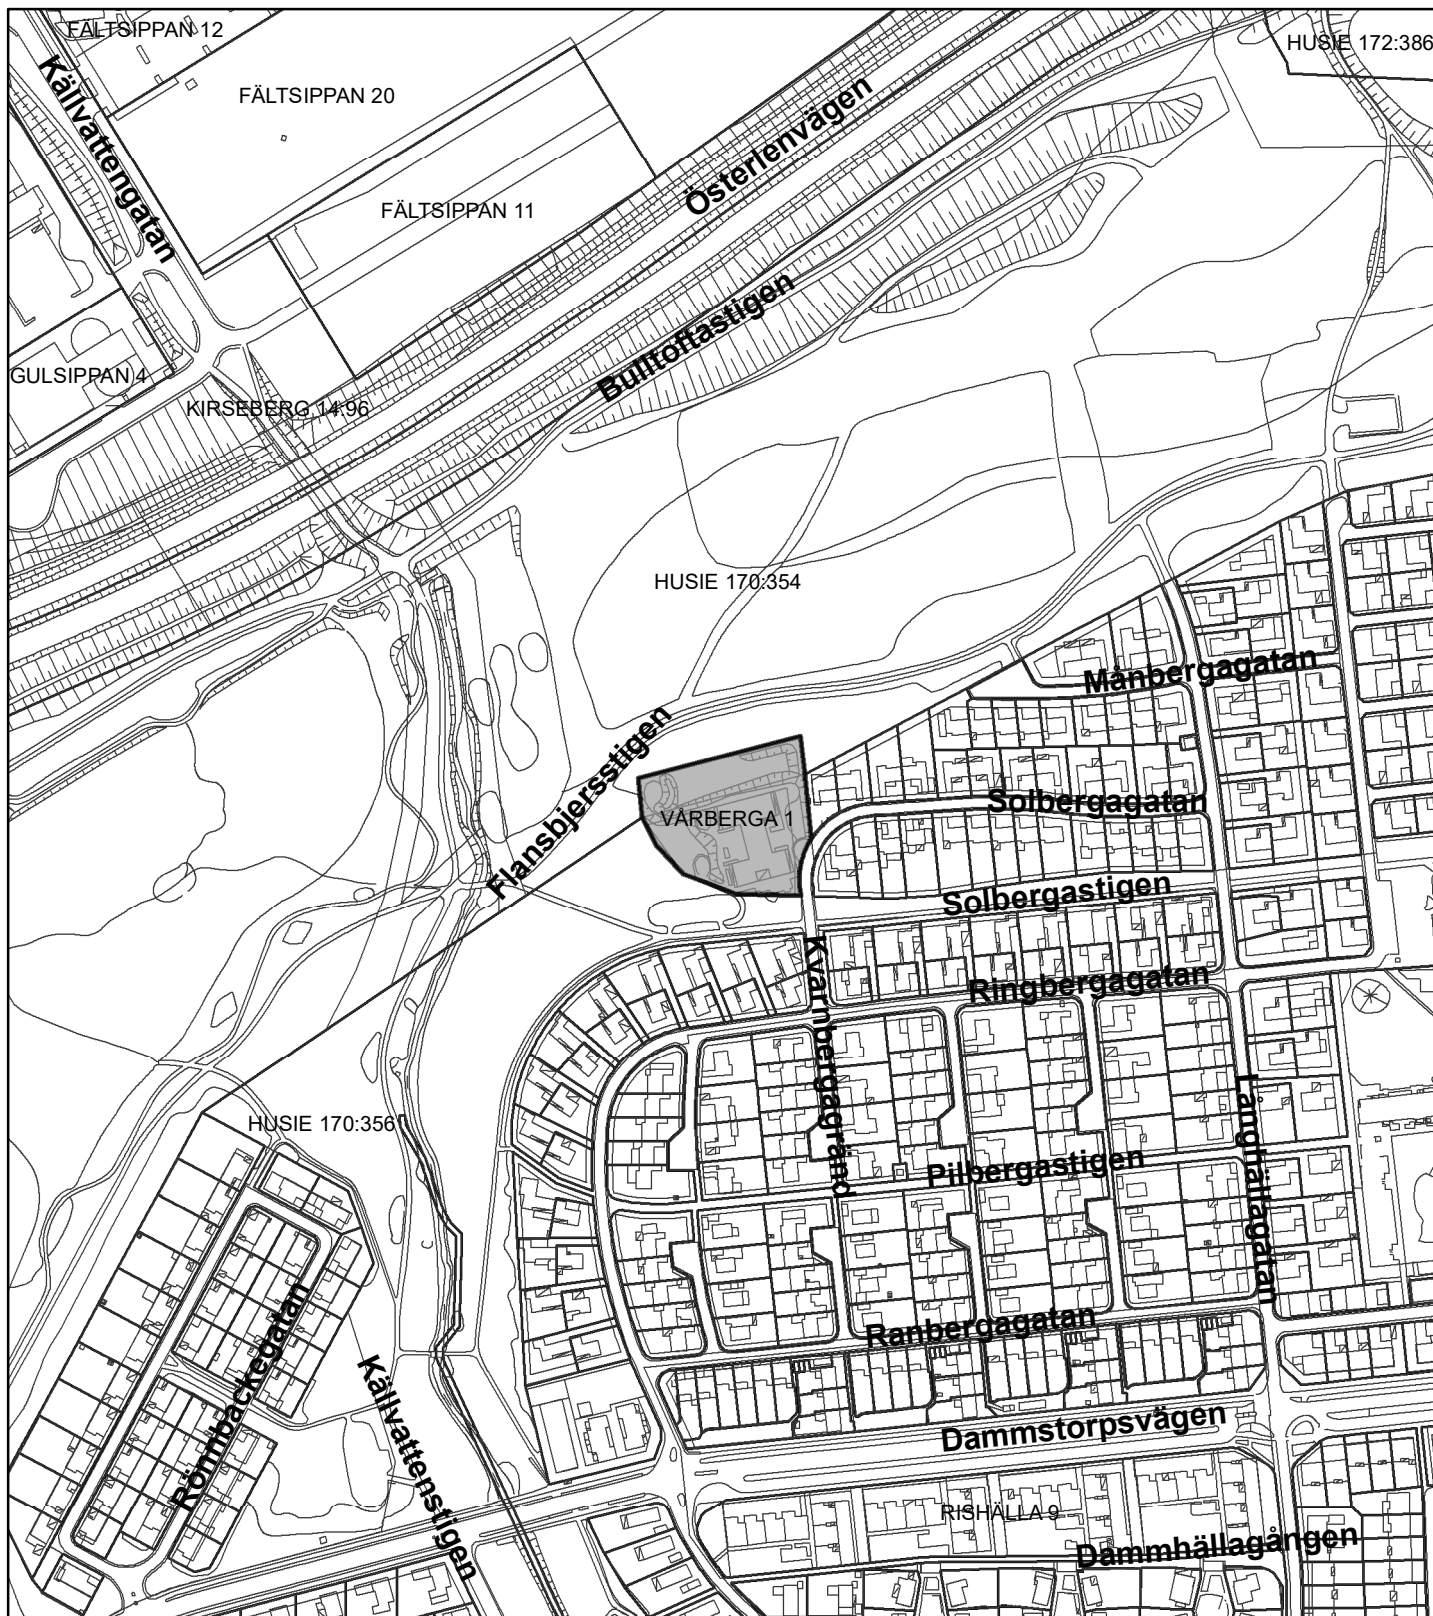 FÄLTSIPPAN 12
HUSIE 172:386
Källvattengatan
FÄLTSIPPAN 20
Österlenvägen
FÄLTSIPPAN 11
Bulltoftastigen
GULSIPPAN 4
KIRSEBERG 14:96
HUSIE 170:354
Månbergagatan
Flansbjersstigen
Solbergagatan
VÅRBERGA 1
Solbergastigen
Kvarnbergagränd
Ringbergagatan
HUSIE 170:356
Långhällagatan
Pilbergastigen
Rönnbackegatan
Ranbergagatan
Källvattenstigen
Dammstorpsvägen
RISHÄLLA 9
Dammhällagången